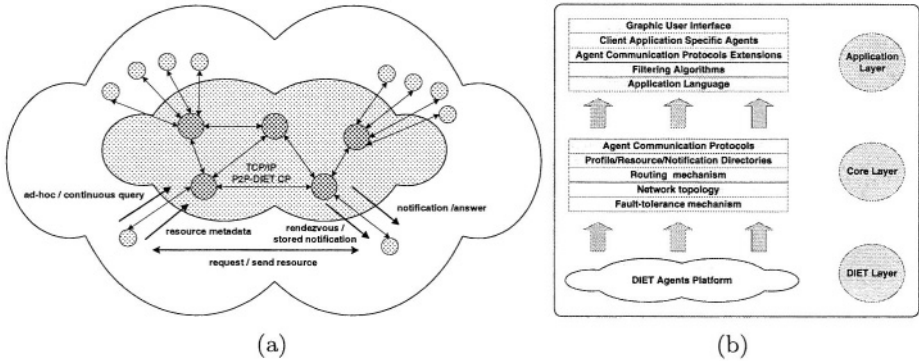 TCP/IP
P2P-DIET CP
ad-hoc / continuous query
resource metadata
rendezvous /
stored notification
notification /answer
request / send resource
(a)
Graphic User Interface
Client Application Specific Agents
Agent Communication Protocols Extensions
Filtering Algorithms
Application Language
Application
Layer
Agent Communication Protocols
Profile/Resource/Notification Directories
Routing mechanism
Network topology
Fault-tolerance mechanism
Core Layer
DIET Agents Platform
DIET Layer
(b)